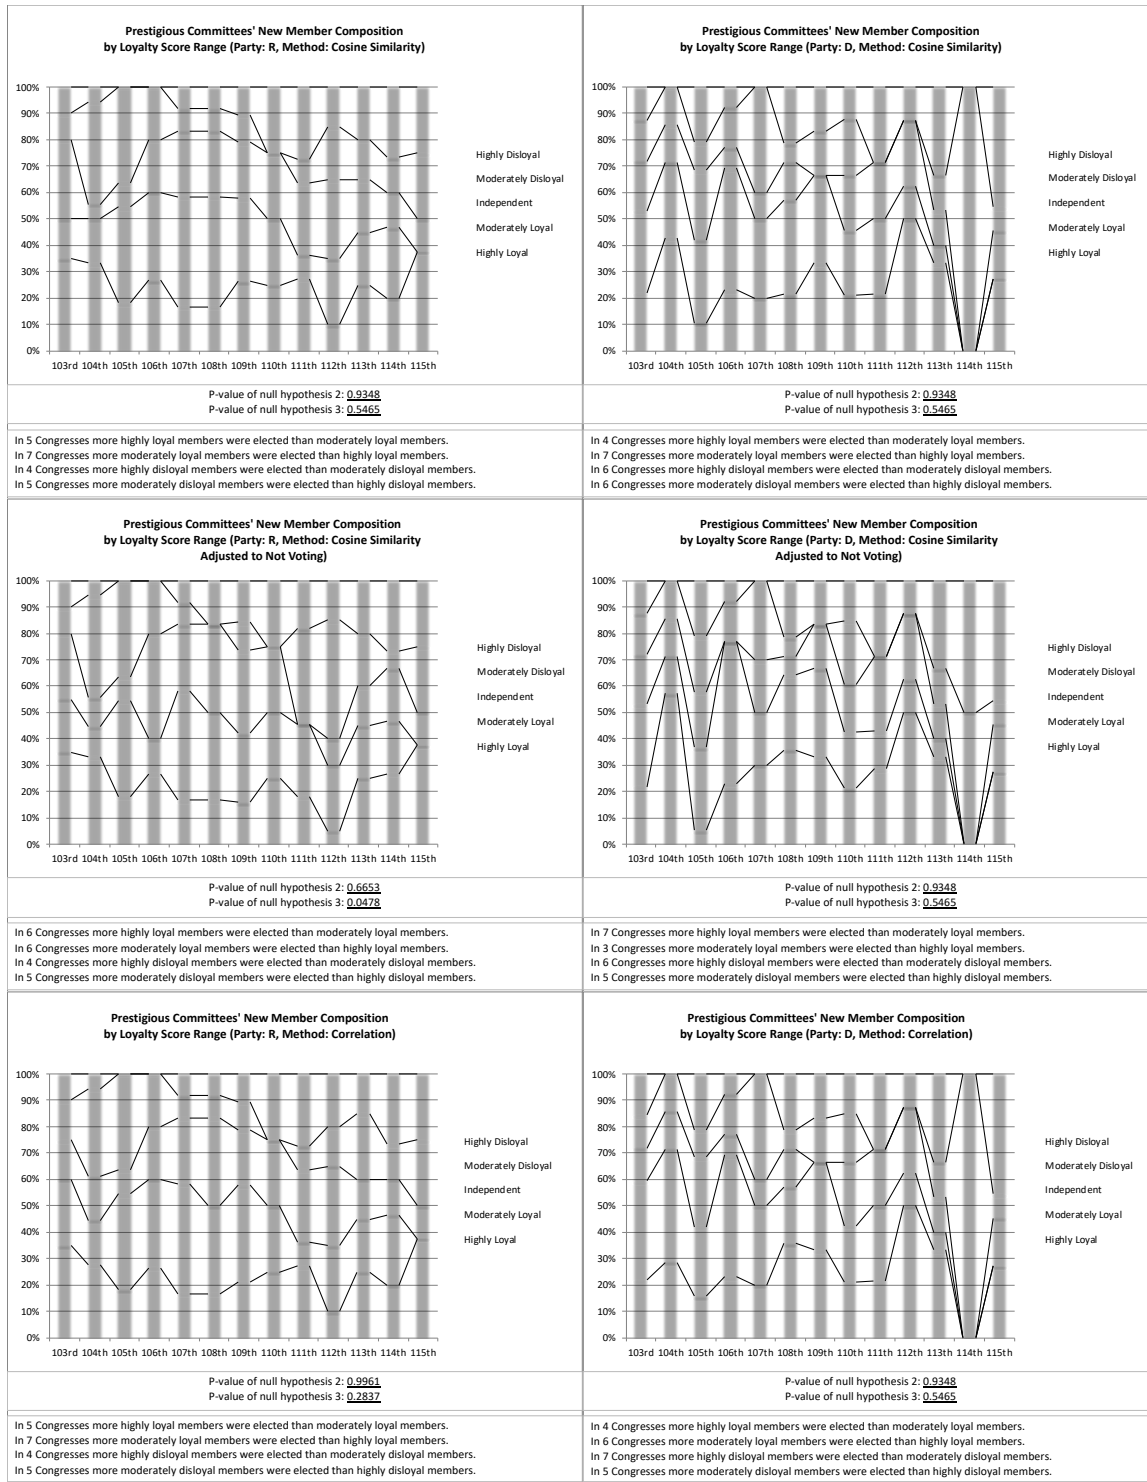 Prestigious Committees' New Member Composition
by Loyalty Score Range (Party: R, Method: Cosine Similarity)
100%
90%
80%
70%
60%
50%
40%
30%
20%
10%
0%
103rd 104th 105th 106th 107th 108th 109th 110th 111th 112th 113th 114th 115th
Highly Disloyal
Moderately Disloyal
Independent
Moderately Loyal
Highly Loyal
P-value of null hypothesis 2: 0.9348
P-value of null hypothesis 3: 0.5465
In 5 Congresses more highly loyal members were elected than moderately loyal members.
In 7 Congresses more moderately loyal members were elected than highly loyal members.
In 4 Congresses more highly disloyal members were elected than moderately disloyal members.
In 5 Congresses more moderately disloyal members were elected than highly disloyal members.
Prestigious Committees' New Member Composition
by Loyalty Score Range (Party: D, Method: Cosine Similarity)
100%
90%
80%
70%
60%
50%
40%
30%
20%
10%
0%
103rd 104th 105th 106th 107th 108th 109th 110th 111th 112th 113th 114th 115th
Highly Disloyal
Moderately Disloyal
Independent
Moderately Loyal
Highly Loyal
P-value of null hypothesis 2: 0.9348
P-value of null hypothesis 3: 0.5465
In 4 Congresses more highly loyal members were elected than moderately loyal members.
In 7 Congresses more moderately loyal members were elected than highly loyal members.
In 6 Congresses more highly disloyal members were elected than moderately disloyal members.
In 6 Congresses more moderately disloyal members were elected than highly disloyal members.
Prestigious Committees' New Member Composition
by Loyalty Score Range (Party: R, Method: Cosine Similarity
Adjusted to Not Voting)
100%
90%
80%
70%
60%
50%
40%
30%
20%
10%
0%
103rd 104th 105th 106th 107th 108th 109th 110th 111th 112th 113th 114th 115th
Highly Disloyal
Moderately Disloyal
Independent
Moderately Loyal
Highly Loyal
P-value of null hypothesis 2: 0.6653
P-value of null hypothesis 3: 0.0478
In 6 Congresses more highly loyal members were elected than moderately loyal members.
In 6 Congresses more moderately loyal members were elected than highly loyal members.
In 4 Congresses more highly disloyal members were elected than moderately disloyal members.
In 5 Congresses more moderately disloyal members were elected than highly disloyal members.
Prestigious Committees' New Member Composition
by Loyalty Score Range (Party: D, Method: Cosine Similarity
Adjusted to Not Voting)
100%
90%
80%
70%
60%
50%
40%
30%
20%
10%
0%
103rd 104th 105th 106th 107th 108th 109th 110th 111th 112th 113th 114th 115th
Highly Disloyal
Moderately Disloyal
Independent
Moderately Loyal
Highly Loyal
P-value of null hypothesis 2: 0.9348
P-value of null hypothesis 3: 0.5465
In 7 Congresses more highly loyal members were elected than moderately loyal members.
In 3 Congresses more moderately loyal members were elected than highly loyal members.
In 6 Congresses more highly disloyal members were elected than moderately disloyal members.
In 5 Congresses more moderately disloyal members were elected than highly disloyal members.
Prestigious Committees' New Member Composition
by Loyalty Score Range (Party: R, Method: Correlation)
100%
90%
80%
70%
60%
50%
40%
30%
20%
10%
0%
103rd 104th 105th 106th 107th 108th 109th 110th 111th 112th 113th 114th 115th
Highly Disloyal
Moderately Disloyal
Independent
Moderately Loyal
Highly Loyal
P-value of null hypothesis 2: 0.9961
P-value of null hypothesis 3: 0.2837
In 5 Congresses more highly loyal members were elected than moderately loyal members.
In 7 Congresses more moderately loyal members were elected than highly loyal members.
In 4 Congresses more highly disloyal members were elected than moderately disloyal members.
In 5 Congresses more moderately disloyal members were elected than highly disloyal members.
Prestigious Committees' New Member Composition
by Loyalty Score Range (Party: D, Method: Correlation)
100%
90%
80%
70%
60%
50%
40%
30%
20%
10%
0%
103rd 104th 105th 106th 107th 108th 109th 110th 111th 112th 113th 114th 115th
Highly Disloyal
Moderately Disloyal
Independent
Moderately Loyal
Highly Loyal
P-value of null hypothesis 2: 0.9348
P-value of null hypothesis 3: 0.5465
In 4 Congresses more highly loyal members were elected than moderately loyal members.
In 6 Congresses more moderately loyal members were elected than highly loyal members.
In 7 Congresses more highly disloyal members were elected than moderately disloyal members.
In 5 Congresses more moderately disloyal members were elected than highly disloyal members.